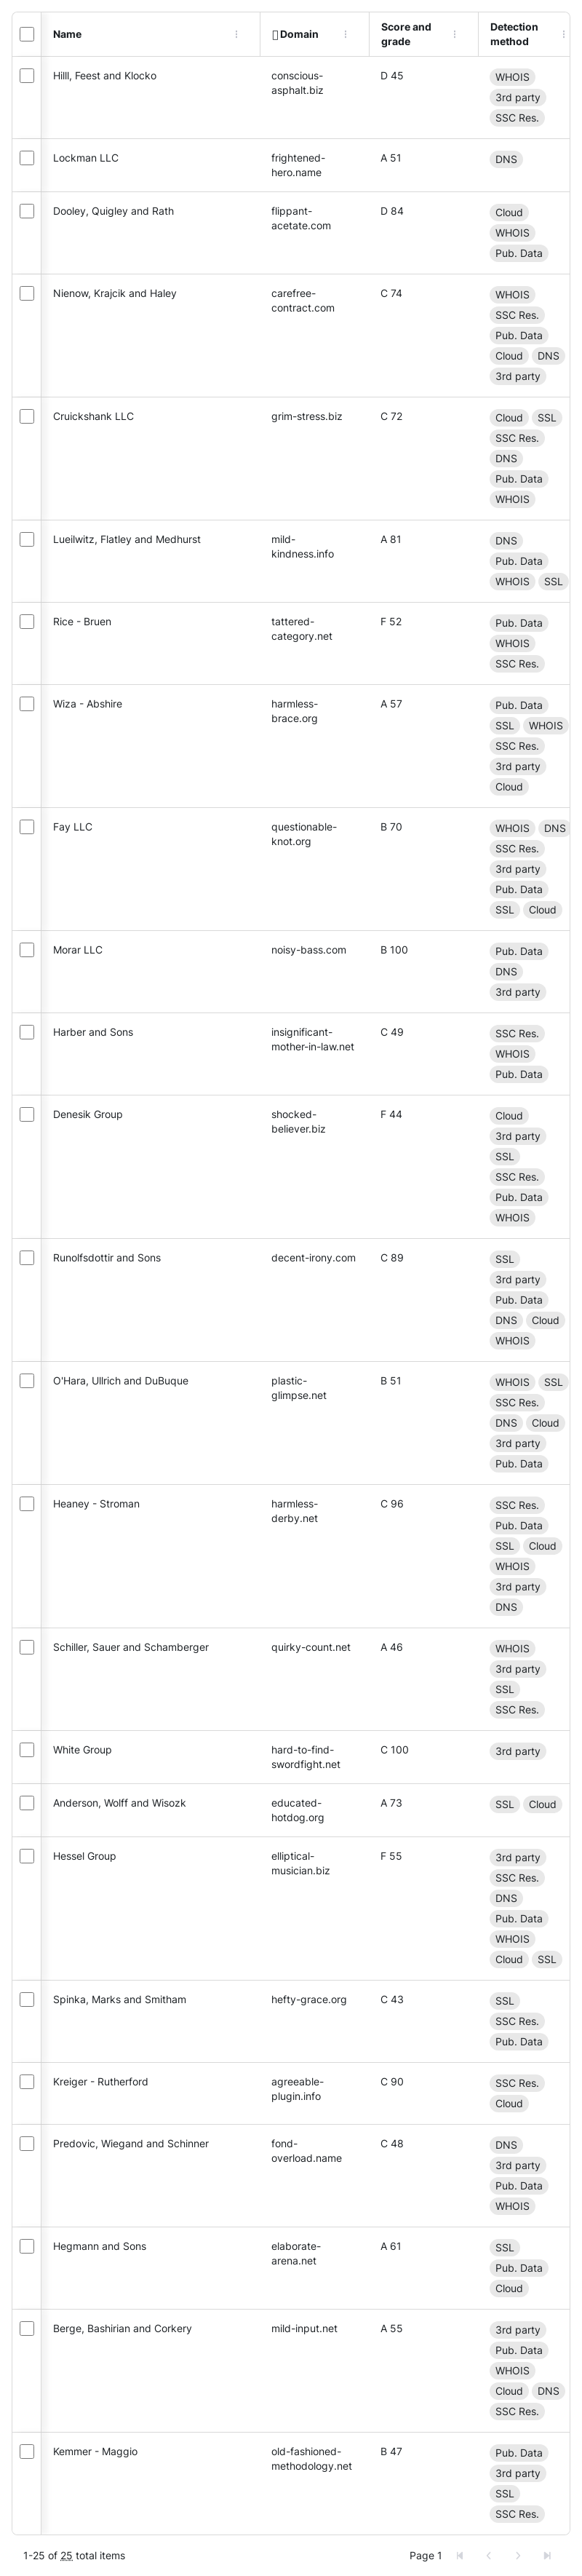 Name Domain Score and grade Detection method
Hilll, Feest and Klocko conscious-asphalt.biz D 45 WHOIS
3rd party
SSC Res.
Lockman LLC frightened-hero.name A 51 DNS
Dooley, Quigley and Rath flippant-acetate.com D 84 Cloud
WHOIS
Pub. Data
Nienow, Krajcik and Haley carefree-contract.com C 74 WHOIS
SSC Res.
Pub. Data
Cloud DNS
3rd party
Cruickshank LLC grim-stress.biz C 72 Cloud SSL
SSC Res.
DNS
Pub. Data
WHOIS
Lueilwitz, Flatley and Medhurst mild-kindness.info A 81 DNS
Pub. Data
WHOIS SSL
Rice - Bruen tattered-category.net F 52 Pub. Data
WHOIS
SSC Res.
Wiza - Abshire harmless-brace.org A 57 Pub. Data
SSL WHOIS
SSC Res.
3rd party
Cloud
Fay LLC questionable-knot.org B 70 WHOIS DNS
SSC Res.
3rd party
Pub. Data
SSL Cloud
Morar LLC noisy-bass.com B 100 Pub. Data
DNS
3rd party
Harber and Sons insignificant-mother-in-law.net C 49 SSC Res.
WHOIS
Pub. Data
Denesik Group shocked-believer.biz F 44 Cloud
3rd party
SSL
SSC Res.
Pub. Data
WHOIS
Runolfsdottir and Sons decent-irony.com C 89 SSL
3rd party
Pub. Data
DNS Cloud
WHOIS
O'Hara, Ullrich and DuBuque plastic-glimpse.net B 51 WHOIS SSL
SSC Res.
DNS Cloud
3rd party
Pub. Data
Heaney - Stroman harmless-derby.net C 96 SSC Res.
Pub. Data
SSL Cloud
WHOIS
3rd party
DNS
Schiller, Sauer and Schamberger quirky-count.net A 46 WHOIS
3rd party
SSL
SSC Res.
White Group hard-to-find-swordfight.net C 100 3rd party
Anderson, Wolff and Wisozk educated-hotdog.org A 73 SSL Cloud
Hessel Group elliptical-musician.biz F 55 3rd party
SSC Res.
DNS
Pub. Data
WHOIS
Cloud SSL
Spinka, Marks and Smitham hefty-grace.org C 43 SSL
SSC Res.
Pub. Data
Kreiger - Rutherford agreeable-plugin.info C 90 SSC Res.
Cloud
Predovic, Wiegand and Schinner fond-overload.name C 48 DNS
3rd party
Pub. Data
WHOIS
Hegmann and Sons elaborate-arena.net A 61 SSL
Pub. Data
Cloud
Berge, Bashirian and Corkery mild-input.net A 55 3rd party
Pub. Data
WHOIS
Cloud DNS
SSC Res.
Kemmer - Maggio old-fashioned-methodology.net B 47 Pub. Data
3rd party
SSL
SSC Res.
1-25 of 25 total items Page 1